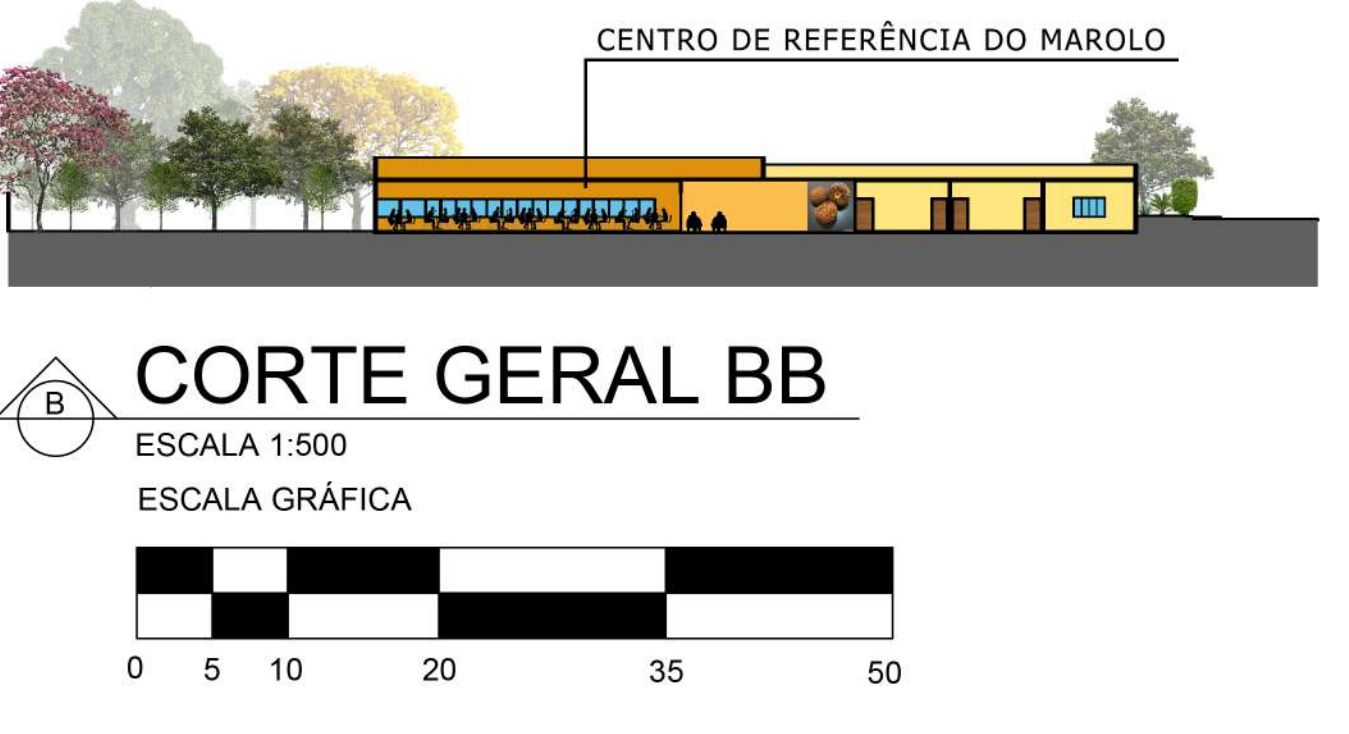 CENTRO DE REFERÊNCIA DO MAROLO
CORTE GERAL BB
B
ESCALA 1:500
ESCALA GRÁFICA
0 5 10 20 35 50